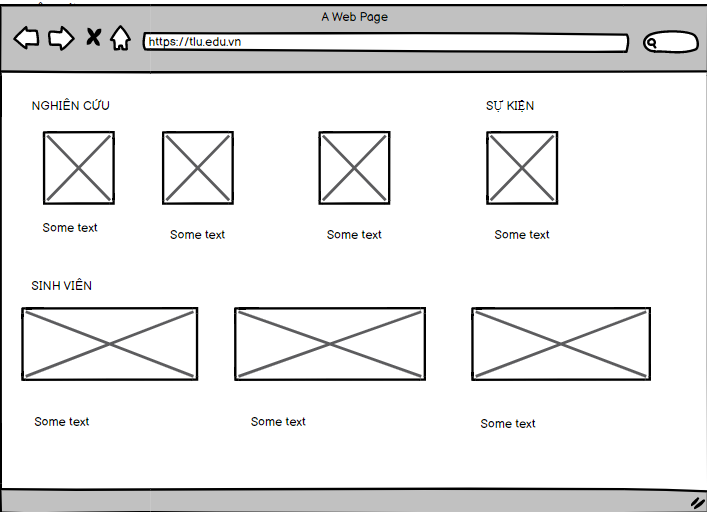 A Web Page
https://tlu.edu.vn
NGHIÊN CỨU
SỰ KIỆN
Some text
Some text
Some text
Some text
SINH VIÊN
Some text
Some text
Some text